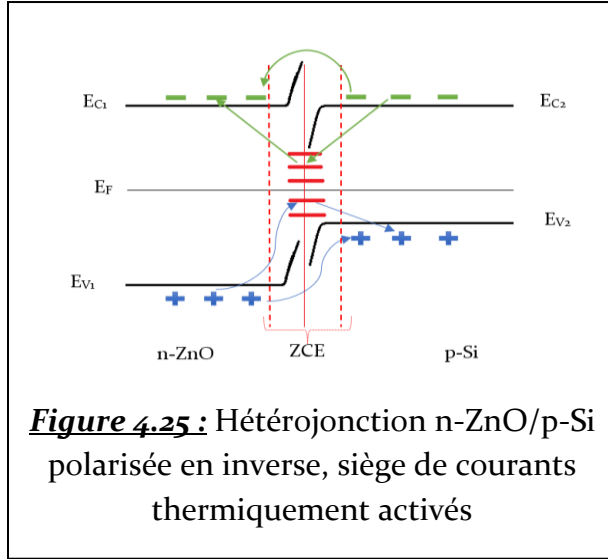 E_C1 E_C2
E_F
E_V2
E_V1
n-ZnO ZCE p-Si
Figure 4.25 : Hétérojonction n-ZnO/p-Si
polarisée en inverse, siège de courants
thermiquement activés